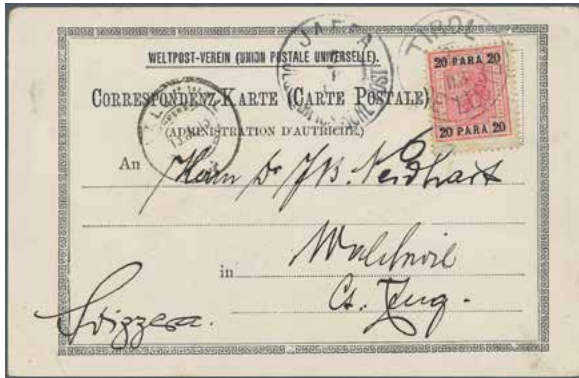 WELTPOST-VEREIN (UNION POSTALE UNIVERSELLE).
CORRESPONDENZ-KARTE (CARTE POSTALE)
(ADMINISTRATION D'AUTRICHE.)
An Herrn Dr J.B. Neidhart
in Walchwil
Ct. Zug.
Svizzera.
JAFFA
20 PARA 20
20 PARA 20